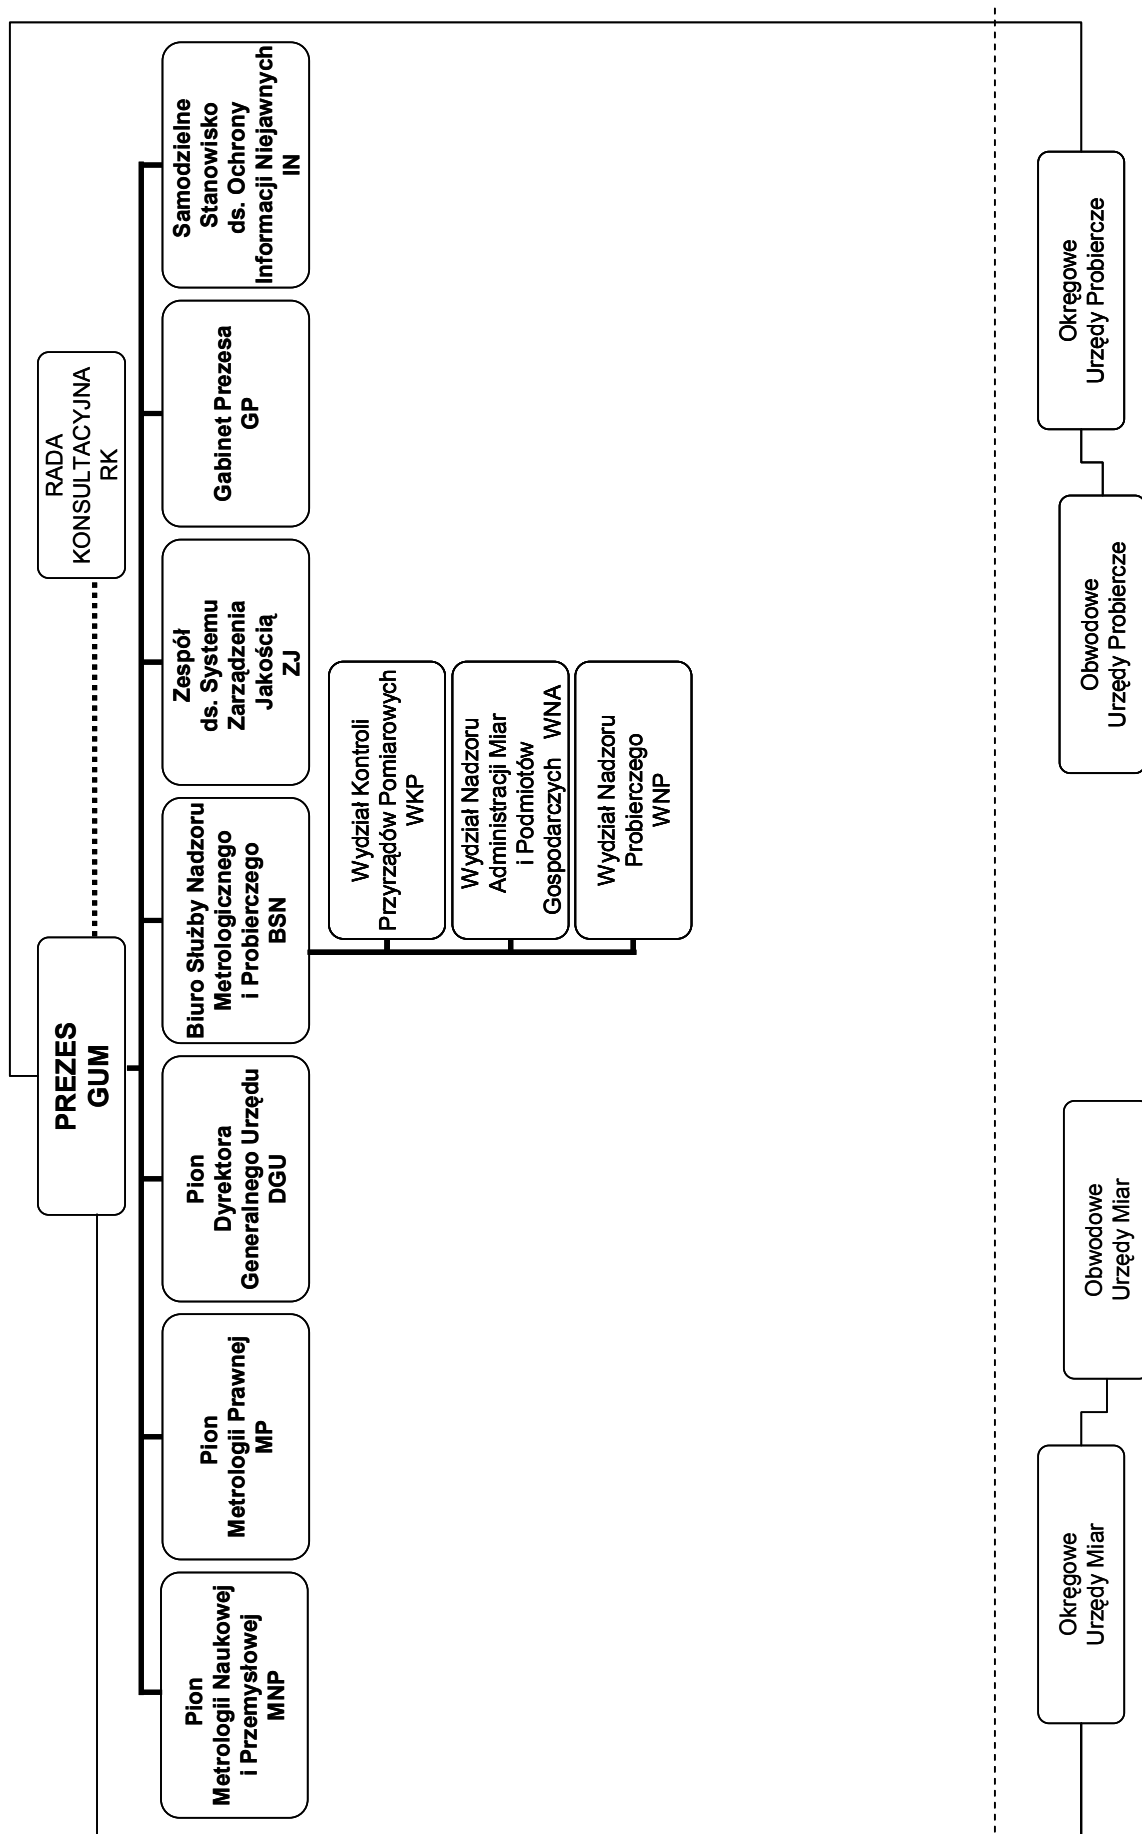 PREZES
GUM
RADA
KONSULTACYJNA
RK
Pion
Metrologii Naukowej
i Przemysłowej
MNP
Pion
Metrologii Prawnej
MP
Pion
Dyrektora
Generalnego Urzędu
DGU
Biuro Służby Nadzoru
Metrologicznego
i Probierczego
BSN
Zespół
ds. Systemu
Zarządzenia
Jakością
ZJ
Gabinet Prezesa
GP
Samodzielne
Stanowisko
ds. Ochrony
Informacji Niejawnych
IN
Wydział Kontroli
Przyrządów Pomiarowych
WKP
Wydział Nadzoru
Administracji Miar
i Podmiotów
Gospodarczych WNA
Wydział Nadzoru
Probierczego
WNP
Okręgowe
Urzędy Miar
Obwodowe
Urzędy Miar
Obwodowe
Urzędy Probiercze
Okręgowe
Urzędy Probiercze